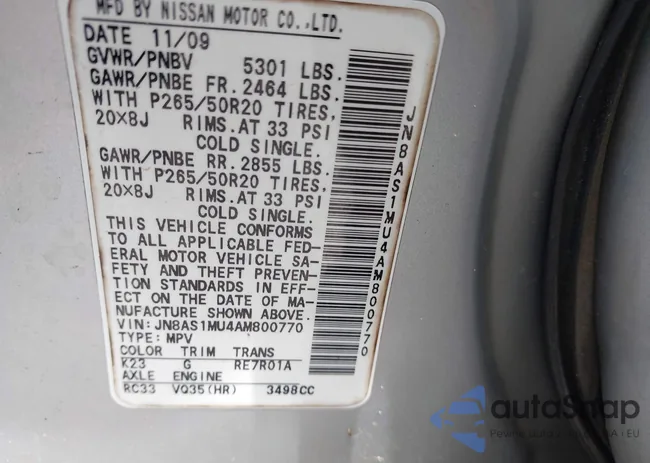 MFD BY NISSAN MOTOR CO.,LTD.
DATE 11/09
GVWR/PNBV 5301 LBS.
GAWR/PNBE FR. 2464 LBS.
WITH P265/50R20 TIRES,
20X8J RIMS. AT 33 PSI
COLD SINGLE.
GAWR/PNBE RR. 2855 LBS.
WITH P265/50R20 TIRES,
20X8J RIMS. AT 33 PSI
COLD SINGLE.
THIS VEHICLE CONFORMS
TO ALL APPLICABLE FED-
ERAL MOTOR VEHICLE SA-
FETY AND THEFT PREVEN-
TION STANDARDS IN EFF-
ECT ON THE DATE OF MA-
NUFACTURE SHOWN ABOVE.
VIN: JN8AS1MU4AM800770
TYPE: MPV
COLOR TRIM TRANS
K23 G RE7R01A
AXLE ENGINE
RC33 VQ35(HR) 3498CC
JN8AS1MU4AM800770
autoSnap
Pewne auta z USA i EU